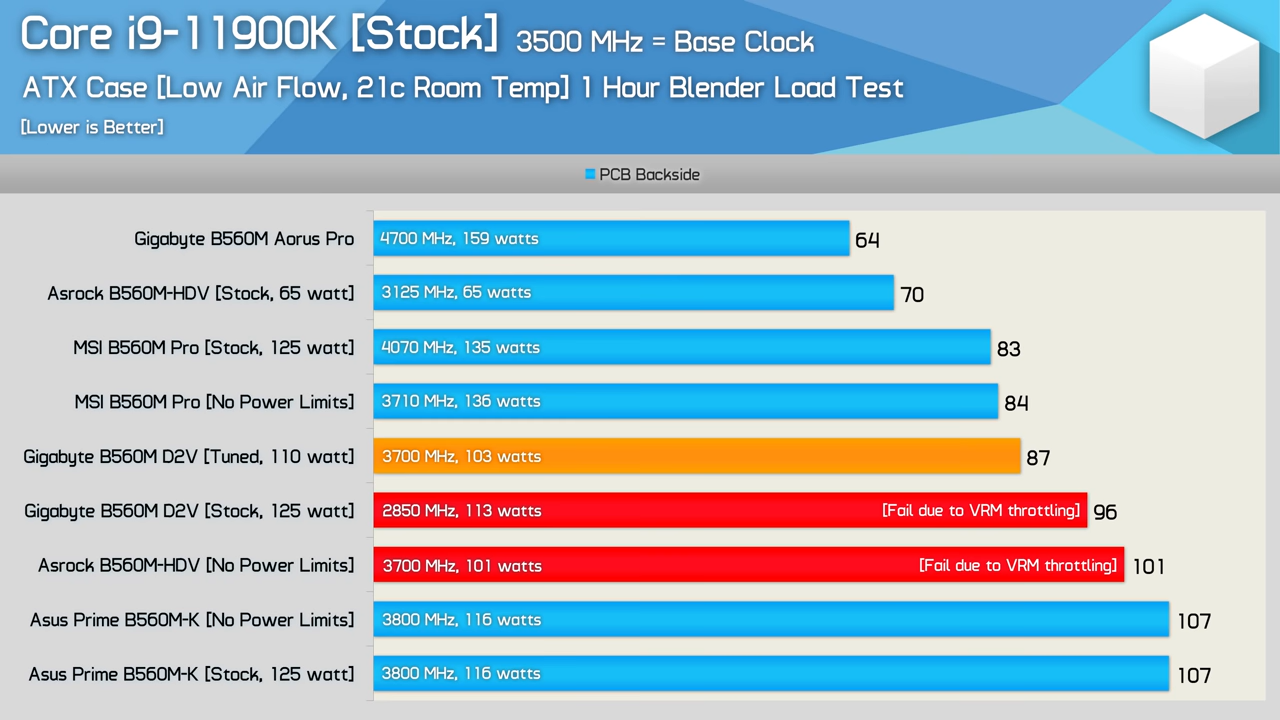 Core i9-11900K [Stock] 3500 MHz = Base Clock
ATX Case [Low Air Flow, 21c Room Temp] 1 Hour Blender Load Test
[Lower is Better]
PCB Backside
Gigabyte B560M Aorus Pro 4700 MHz, 159 watts 64
Asrock B560M-HDV [Stock, 65 watt] 3125 MHz, 65 watts 70
MSI B560M Pro [Stock, 125 watt] 4070 MHz, 135 watts 83
MSI B560M Pro [No Power Limits] 3710 MHz, 136 watts 84
Gigabyte B560M D2V [Tuned, 110 watt] 3700 MHz, 103 watts 87
Gigabyte B560M D2V [Stock, 125 watt] 2850 MHz, 113 watts [Fail due to VRM throttling] 96
Asrock B560M-HDV [No Power Limits] 3700 MHz, 101 watts [Fail due to VRM throttling] 101
Asus Prime B560M-K [No Power Limits] 3800 MHz, 116 watts 107
Asus Prime B560M-K [Stock, 125 watt] 3800 MHz, 116 watts 107